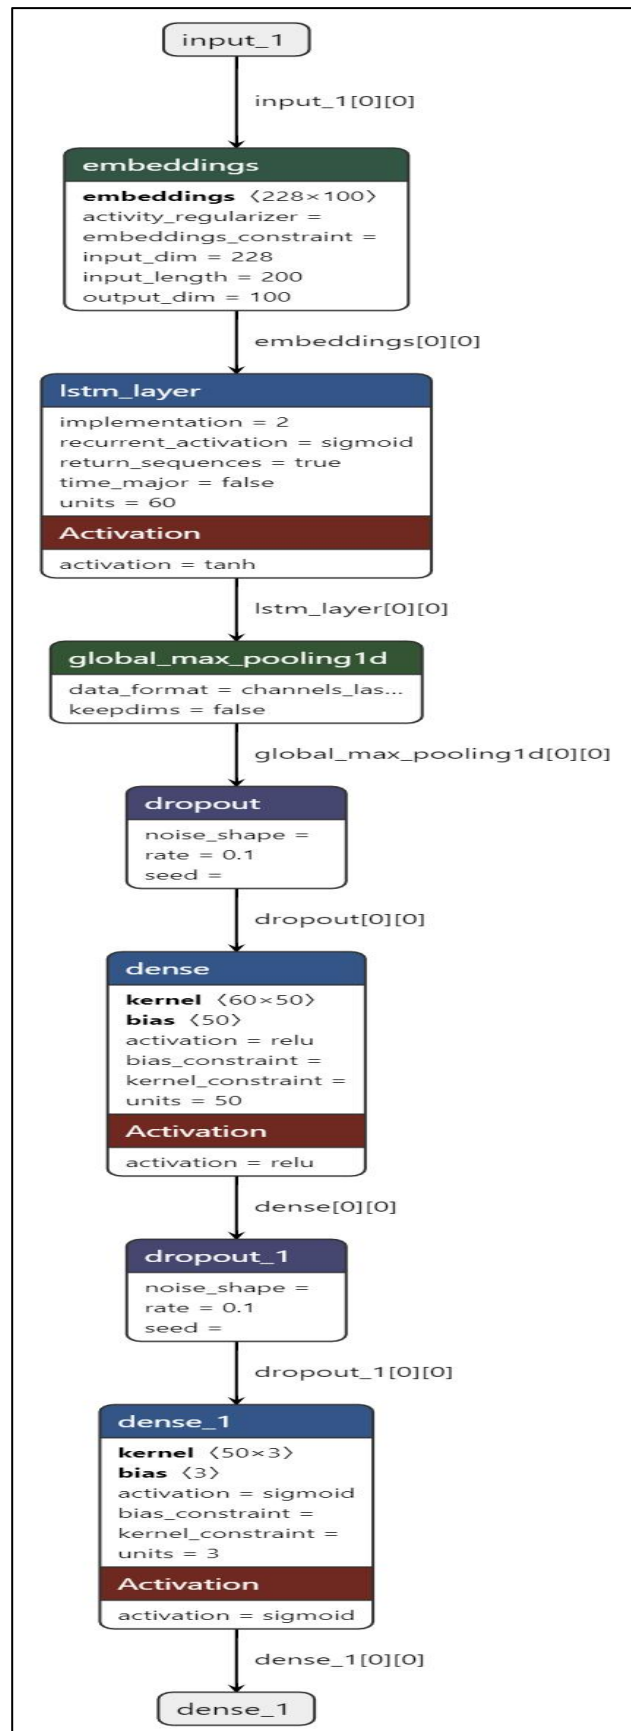 input_1
input_1[0][0]
embeddings
embeddings 〈228×100〉
activity_regularizer =
embeddings_constraint =
input_dim = 228
input_length = 200
output_dim = 100
embeddings[0][0]
lstm_layer
implementation = 2
recurrent_activation = sigmoid
return_sequences = true
time_major = false
units = 60
Activation
activation = tanh
lstm_layer[0][0]
global_max_pooling1d
data_format = channels_las...
keepdims = false
global_max_pooling1d[0][0]
dropout
noise_shape =
rate = 0.1
seed =
dropout[0][0]
dense
kernel 〈60×50〉
bias 〈50〉
activation = relu
bias_constraint =
kernel_constraint =
units = 50
Activation
activation = relu
dense[0][0]
dropout_1
noise_shape =
rate = 0.1
seed =
dropout_1[0][0]
dense_1
kernel 〈50×3〉
bias 〈3〉
activation = sigmoid
bias_constraint =
kernel_constraint =
units = 3
Activation
activation = sigmoid
dense_1[0][0]
dense_1